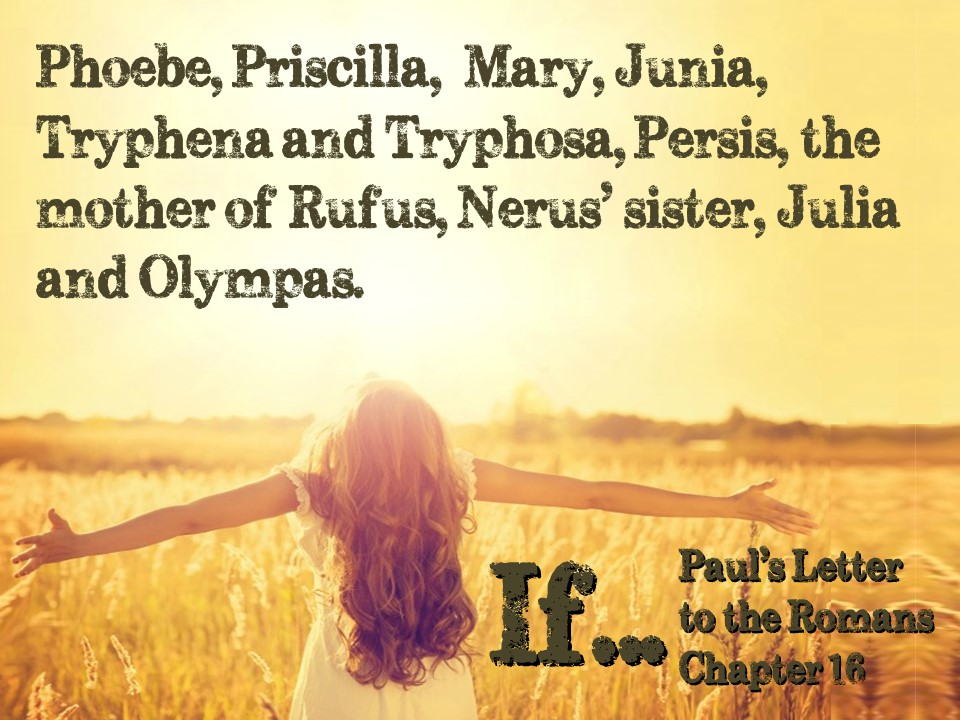 Phoebe, Priscilla, Mary, Junia,
Tryphena and Tryphosa, Persis, the
mother of Rufus, Nerus’ sister, Julia
and Olympas.
If...
Paul’s Letter
to the Romans
Chapter 16